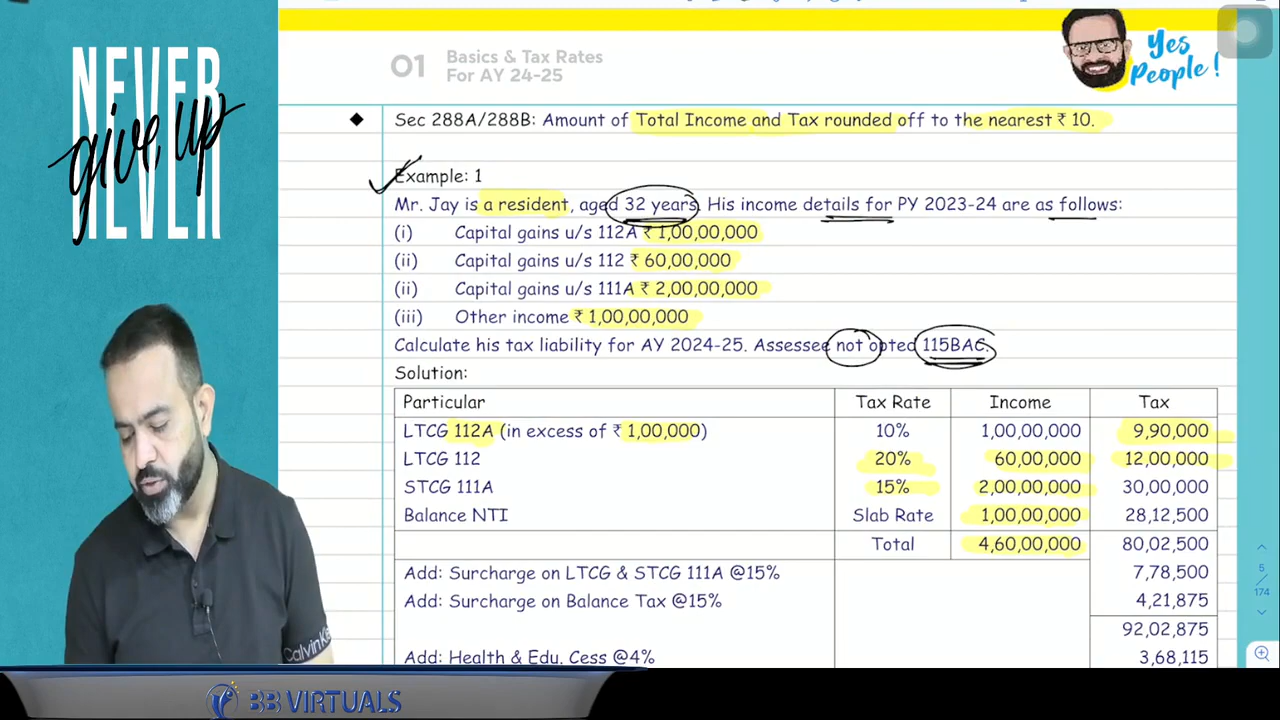 NEVER
give up
NEVER
01
Basics & Tax Rates
For AY 24-25
Yes
People !
◆ Sec 288A/288B: Amount of Total Income and Tax rounded off to the nearest ₹ 10.
Example: 1
Mr. Jay is a resident, aged 32 years. His income details for PY 2023-24 are as follows:
(i) Capital gains u/s 112A ₹ 1,00,00,000
(ii) Capital gains u/s 112 ₹ 60,00,000
(ii) Capital gains u/s 111A ₹ 2,00,00,000
(iii) Other income ₹ 1,00,00,000
Calculate his tax liability for AY 2024-25. Assessee not opted 115BAC.
Solution:
Particular Tax Rate Income Tax
LTCG 112A (in excess of ₹ 1,00,000) 10% 1,00,00,000 9,90,000
LTCG 112 20% 60,00,000 12,00,000
STCG 111A 15% 2,00,00,000 30,00,000
Balance NTI Slab Rate 1,00,00,000 28,12,500
Total 4,60,00,000 80,02,500
Add: Surcharge on LTCG & STCG 111A @15% 7,78,500
Add: Surcharge on Balance Tax @15% 4,21,875
92,02,875
Add: Health & Edu. Cess @4% 3,68,115
5
/
174
Calvin Kle
BB VIRTUALS